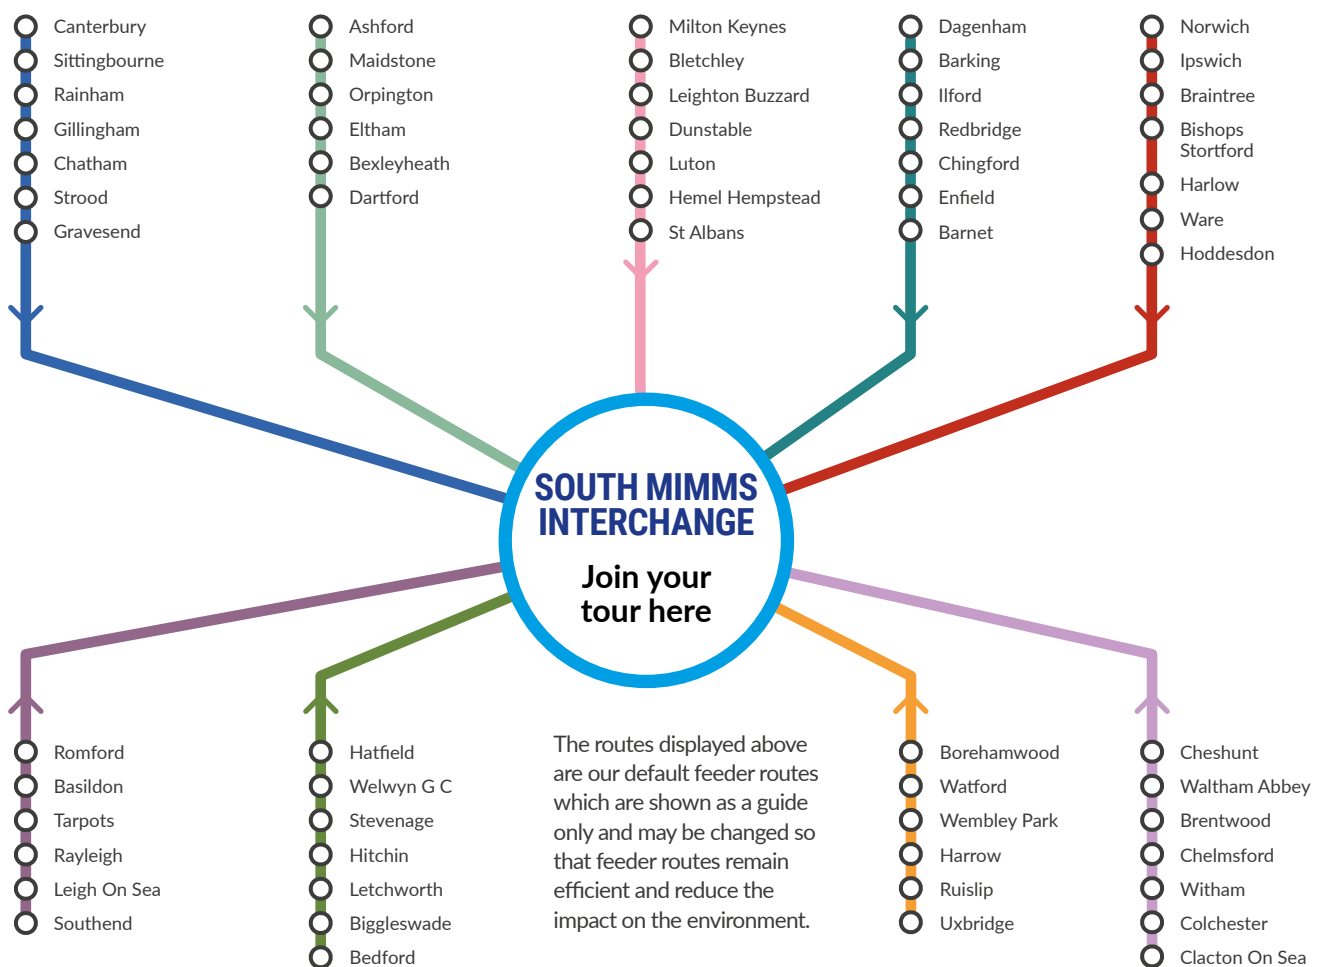 Canterbury
Sittingbourne
Rainham
Gillingham
Chatham
Strood
Gravesend
Ashford
Maidstone
Orpington
Eltham
Bexleyheath
Dartford
Milton Keynes
Bletchley
Leighton Buzzard
Dunstable
Luton
Hemel Hempstead
St Albans
Dagenham
Barking
Ilford
Redbridge
Chingford
Enfield
Barnet
Norwich
Ipswich
Braintree
Bishops
Stortford
Harlow
Ware
Hoddesdon
SOUTH MIMMS
INTERCHANGE
Join your
tour here
Romford
Basildon
Tarpots
Rayleigh
Leigh On Sea
Southend
Hatfield
Welwyn G C
Stevenage
Hitchin
Letchworth
Biggleswade
Bedford
The routes displayed above
are our default feeder routes
which are shown as a guide
only and may be changed so
that feeder routes remain
efficient and reduce the
impact on the environment.
Borehamwood
Watford
Wembley Park
Harrow
Ruislip
Uxbridge
Cheshunt
Waltham Abbey
Brentwood
Chelmsford
Witham
Colchester
Clacton On Sea